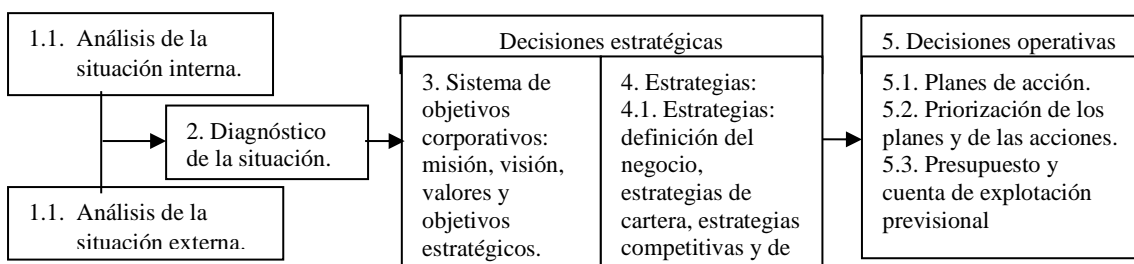 1.1. Análisis de la
situación interna.
2. Diagnóstico
de la situación.
1.1. Análisis de la
situación externa.
Decisiones estratégicas
3. Sistema de
objetivos
corporativos:
misión, visión,
valores y
objetivos
estratégicos.
4. Estrategias:
4.1. Estrategias:
definición del
negocio,
estrategias de
cartera, estrategias
competitivas y de
5. Decisiones operativas
5.1. Planes de acción.
5.2. Priorización de los
planes y de las acciones.
5.3. Presupuesto y
cuenta de explotación
previsional